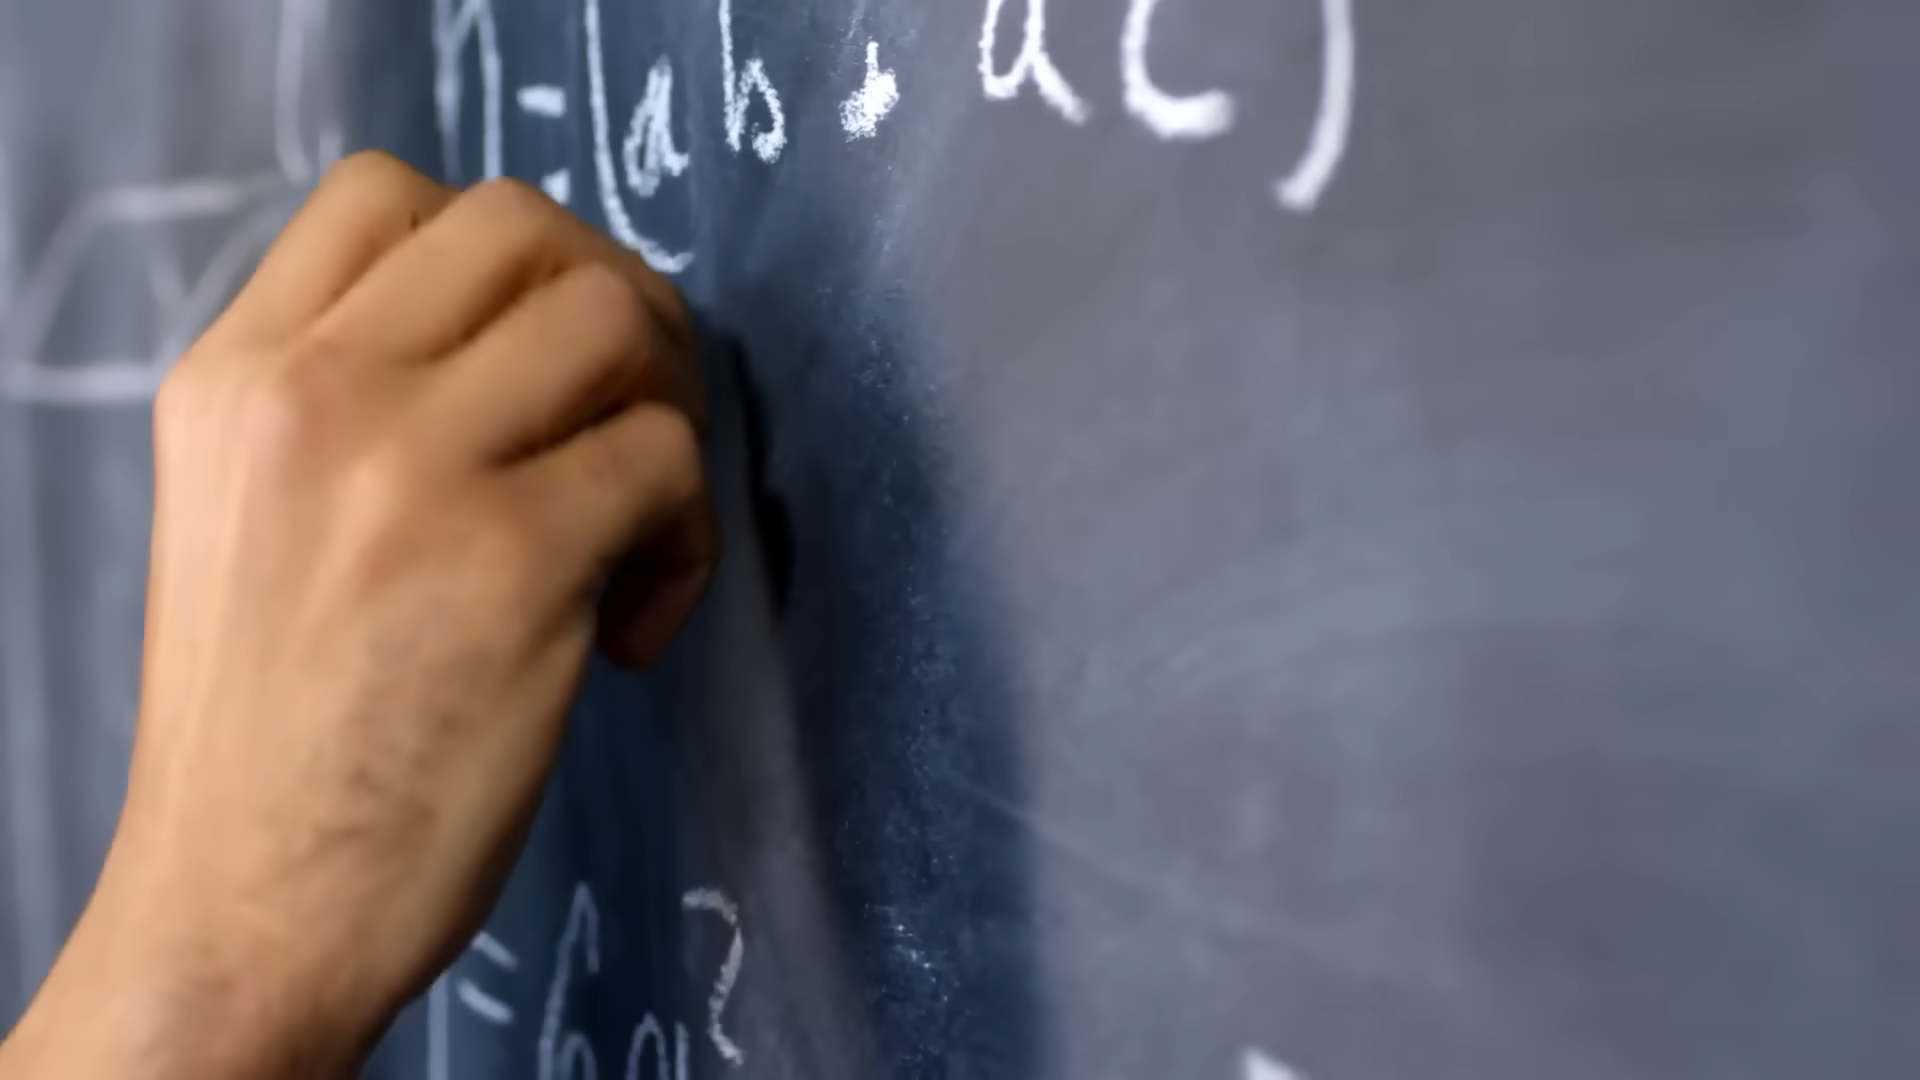 =(ab, ac)
=6a²